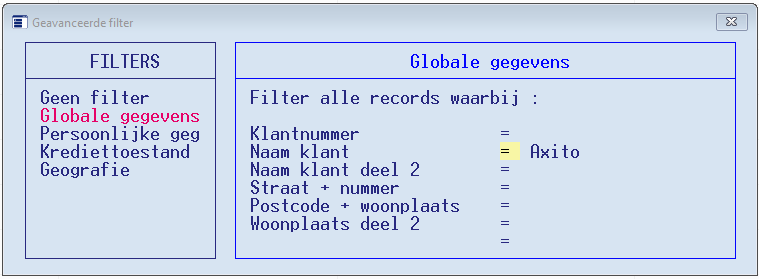 Geavanceerde filter
FILTERS
Geen filter
Globale gegevens
Persoonlijke geg
Krediettoestand
Geografie
Globale gegevens
Filter alle records waarbij :
Klantnummer =
Naam klant = Axito
Naam klant deel 2 =
Straat + nummer =
Postcode + woonplaats =
Woonplaats deel 2 =
=